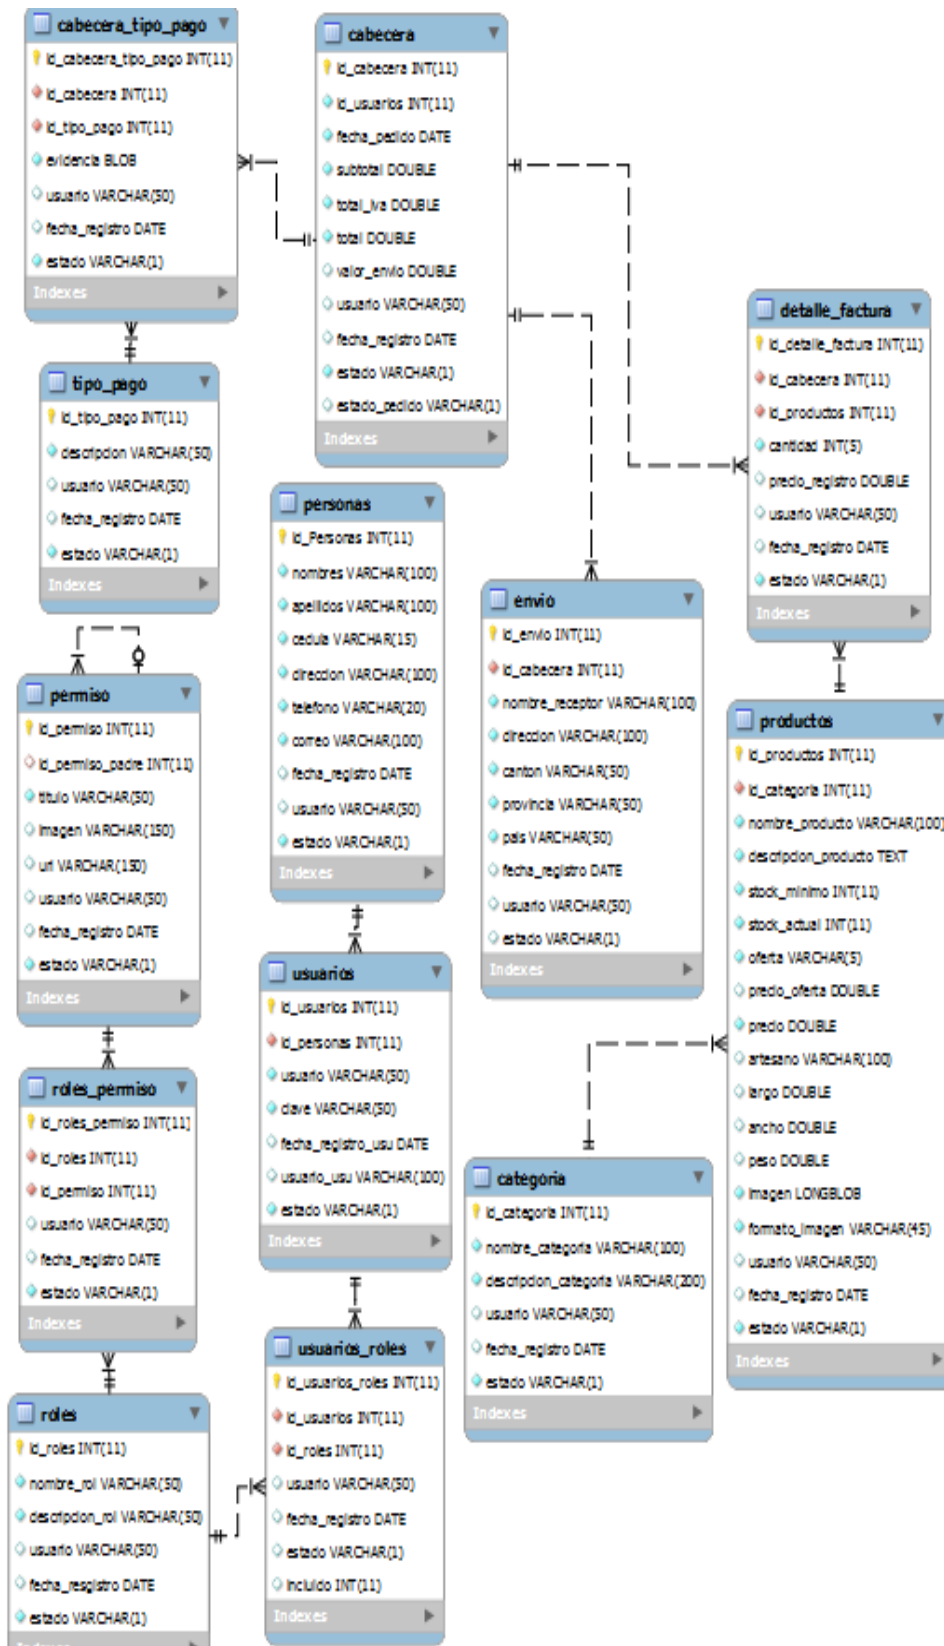 cabecera_tipo_pago
id_cabecera_tipo_pago INT(11)
id_cabecera INT(11)
id_tipo_pago INT(11)
evidencia BLOB
usuario VARCHAR(50)
fecha_registro DATE
estado VARCHAR(1)
Indexes
cabecera
id_cabecera INT(11)
id_usuarios INT(11)
fecha_pedido DATE
subtotal DOUBLE
total_iva DOUBLE
total DOUBLE
valor_envio DOUBLE
usuario VARCHAR(50)
fecha_registro DATE
estado VARCHAR(1)
estado_pedido VARCHAR(1)
Indexes
detalle_factura
id_detalle_factura INT(11)
id_cabecera INT(11)
id_productos INT(11)
cantidad INT(5)
precio_registro DOUBLE
usuario VARCHAR(50)
fecha_registro DATE
estado VARCHAR(1)
Indexes
tipo_pago
id_tipo_pago INT(11)
descripcion VARCHAR(50)
usuario VARCHAR(50)
fecha_registro DATE
estado VARCHAR(1)
Indexes
personas
id_Personas INT(11)
nombres VARCHAR(100)
apellidos VARCHAR(100)
cedula VARCHAR(15)
direccion VARCHAR(100)
telefono VARCHAR(20)
correo VARCHAR(100)
fecha_registro DATE
usuario VARCHAR(50)
estado VARCHAR(1)
Indexes
envio
id_envio INT(11)
id_cabecera INT(11)
nombre_receptor VARCHAR(100)
direccion VARCHAR(100)
canton VARCHAR(50)
provincia VARCHAR(50)
pais VARCHAR(50)
fecha_registro DATE
usuario VARCHAR(50)
estado VARCHAR(1)
Indexes
permiso
id_permiso INT(11)
id_permiso_padre INT(11)
titulo VARCHAR(50)
imagen VARCHAR(150)
url VARCHAR(150)
usuario VARCHAR(50)
fecha_registro DATE
estado VARCHAR(1)
Indexes
productos
id_productos INT(11)
id_categoria INT(11)
nombre_producto VARCHAR(100)
descripcion_producto TEXT
stock_minimo INT(11)
stock_actual INT(11)
oferta VARCHAR(5)
precio_oferta DOUBLE
precio DOUBLE
artesano VARCHAR(100)
largo DOUBLE
ancho DOUBLE
peso DOUBLE
imagen LONGBLOB
formato_imagen VARCHAR(45)
usuario VARCHAR(50)
fecha_registro DATE
estado VARCHAR(1)
Indexes
usuarios
id_usuarios INT(11)
id_personas INT(11)
usuario VARCHAR(50)
clave VARCHAR(50)
fecha_registro_usu DATE
usuario_usu VARCHAR(100)
estado VARCHAR(1)
Indexes
roles_permiso
id_roles_permiso INT(11)
id_roles INT(11)
id_permiso INT(11)
usuario VARCHAR(50)
fecha_registro DATE
estado VARCHAR(1)
Indexes
categoria
id_categoria INT(11)
nombre_categoria VARCHAR(100)
descripcion_categoria VARCHAR(200)
usuario VARCHAR(50)
fecha_registro DATE
estado VARCHAR(1)
Indexes
usuarios_roles
id_usuarios_roles INT(11)
id_usuarios INT(11)
id_roles INT(11)
usuario VARCHAR(50)
fecha_registro DATE
estado VARCHAR(1)
incluido INT(11)
Indexes
roles
id_roles INT(11)
nombre_rol VARCHAR(50)
descripcion_rol VARCHAR(50)
usuario VARCHAR(50)
fecha_resgistro DATE
estado VARCHAR(1)
Indexes